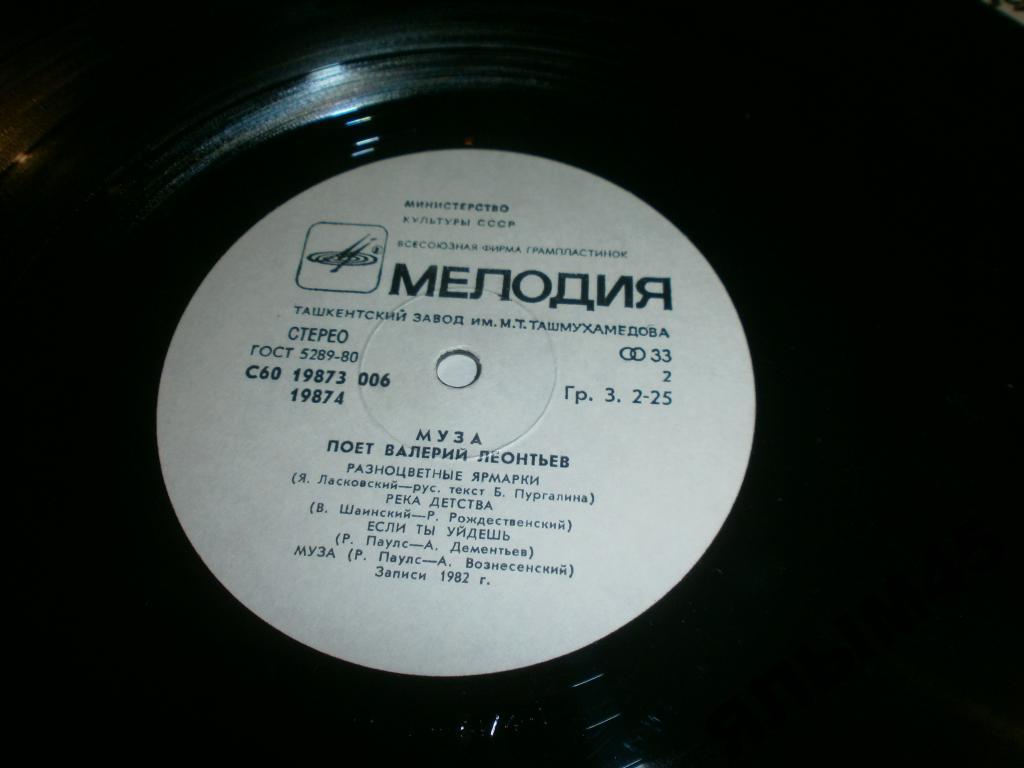 МИНИСТЕРСТВО
КУЛЬТУРЫ СССР
ВСЕСОЮЗНАЯ ФИРМА ГРАМПЛАСТИНОК
МЕЛОДИЯ
ТАШКЕНТСКИЙ ЗАВОД ИМ. М.Т. ТАШМУХАМЕДОВА
СТЕРЕО
ГОСТ 5289-80
С60 19873 006
19874
33
2
Гр. 3. 2-25
МУЗА
ПОЕТ ВАЛЕРИЙ ЛЕОНТЬЕВ
РАЗНОЦВЕТНЫЕ ЯРМАРКИ
(Я. Ласковский—рус. текст Б. Пургалина)
РЕКА ДЕТСТВА
(В. Шаинский—Р. Рождественский)
ЕСЛИ ТЫ УЙДЕШЬ
(Р. Паулс—А. Дементьев)
МУЗА (Р. Паулс—А. Вознесенский)
Записи 1982 г.